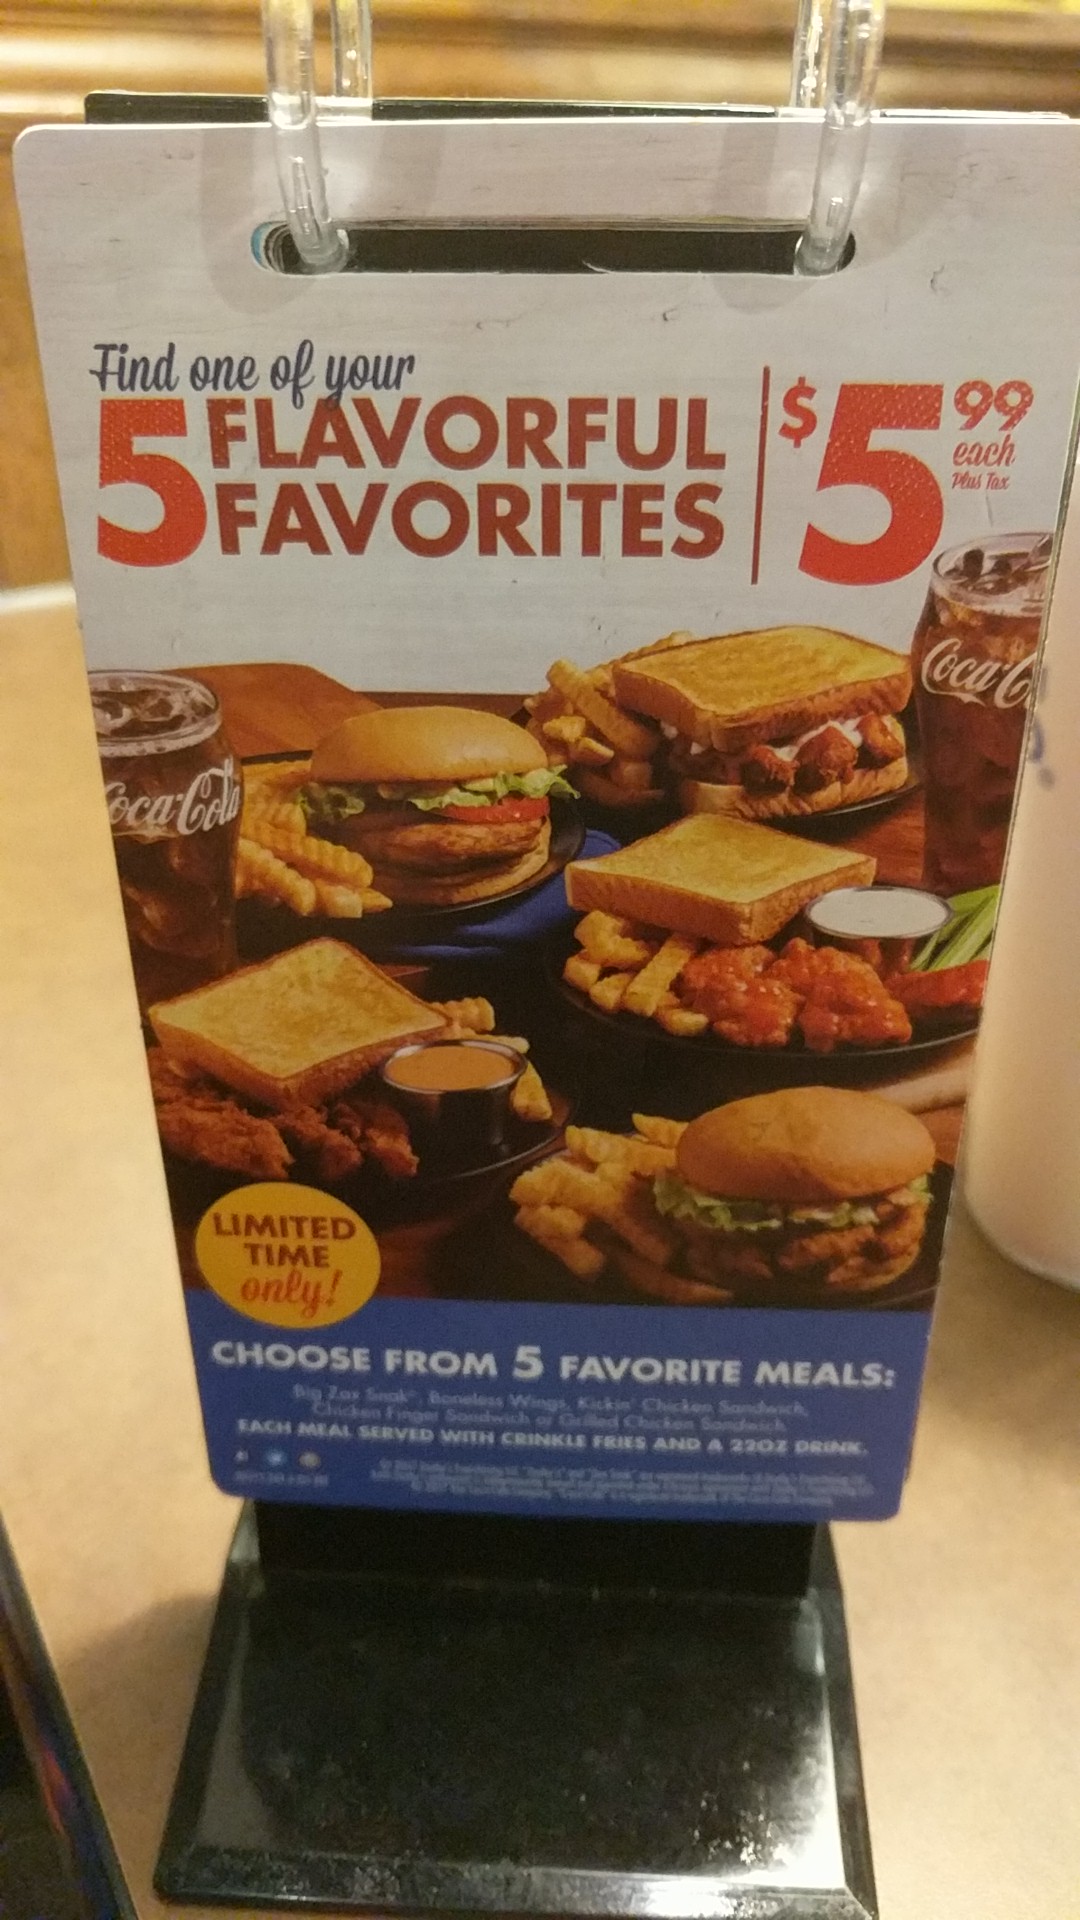 Find one of your
5 FLAVORFUL
FAVORITES
$5 99
each
Plus Tax
Coca-C
Coca-Cola
LIMITED
TIME
only!
CHOOSE FROM 5 FAVORITE MEALS:
Big Zax Snak®, Boneless Wings, Kickin' Chicken Sandwich,
Chicken Finger Sandwich or Grilled Chicken Sandwich
EACH MEAL SERVED WITH CRINKLE FRIES AND A 22OZ DRINK.